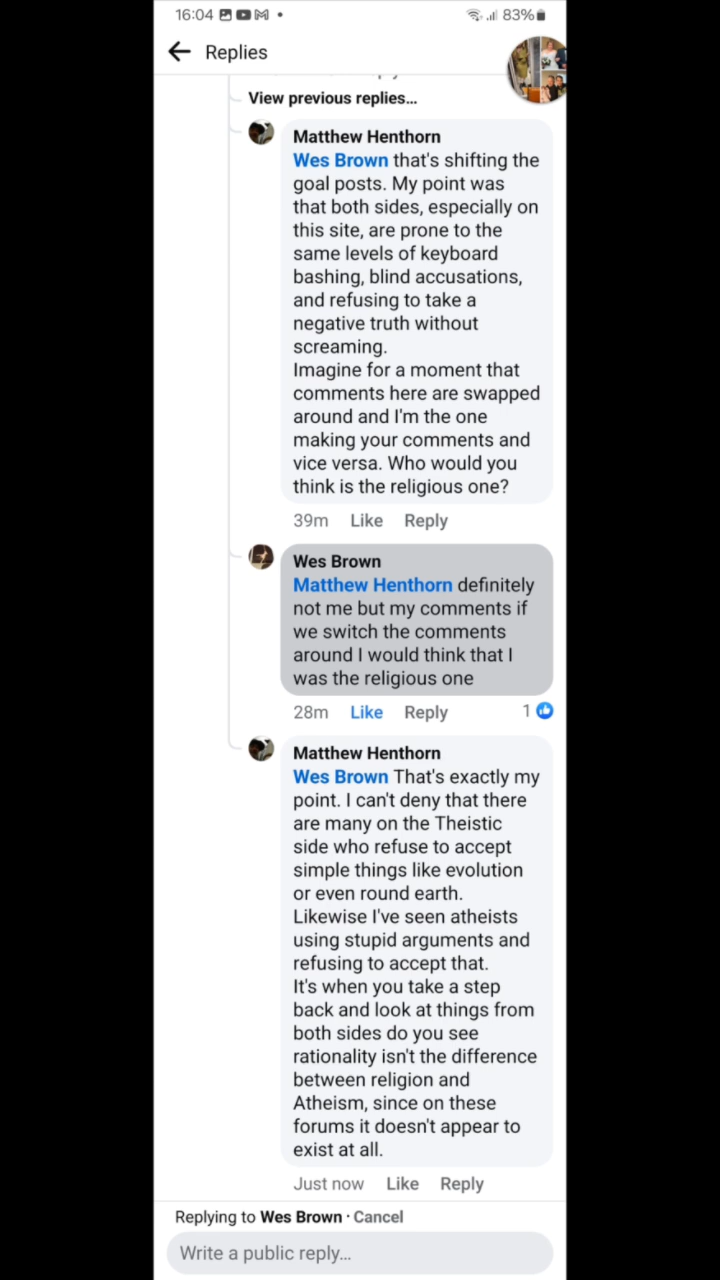 16:04
83%
Replies
View previous replies...
Matthew Henthorn
Wes Brown that's shifting the
goal posts. My point was
that both sides, especially on
this site, are prone to the
same levels of keyboard
bashing, blind accusations,
and refusing to take a
negative truth without
screaming.
Imagine for a moment that
comments here are swapped
around and I'm the one
making your comments and
vice versa. Who would you
think is the religious one?
39m Like Reply
Wes Brown
Matthew Henthorn definitely
not me but my comments if
we switch the comments
around I would think that I
was the religious one
28m Like Reply 1
Matthew Henthorn
Wes Brown That's exactly my
point. I can't deny that there
are many on the Theistic
side who refuse to accept
simple things like evolution
or even round earth.
Likewise I've seen atheists
using stupid arguments and
refusing to accept that.
It's when you take a step
back and look at things from
both sides do you see
rationality isn't the difference
between religion and
Atheism, since on these
forums it doesn't appear to
exist at all.
Just now Like Reply
Replying to Wes Brown · Cancel
Write a public reply...